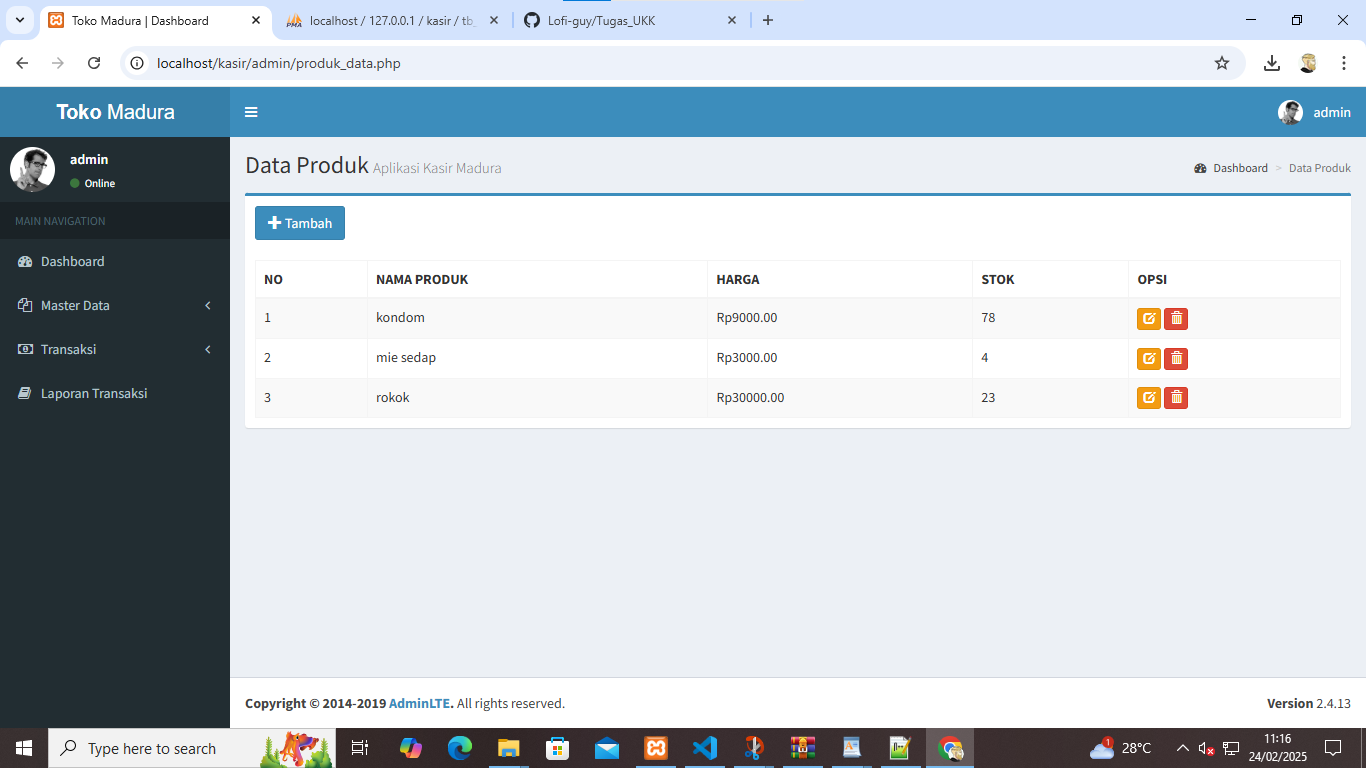 Toko Madura | Dashboard
localhost / 127.0.0.1 / kasir / tb_
Lofi-guy/Tugas_UKK
localhost/kasir/admin/produk_data.php
Toko Madura
admin
admin
Online
Data Produk Aplikasi Kasir Madura
Dashboard > Data Produk
MAIN NAVIGATION
Dashboard
Master Data
Transaksi
Laporan Transaksi
Tambah
NO NAMA PRODUK HARGA STOK OPSI
1 kondom Rp9000.00 78
2 mie sedap Rp3000.00 4
3 rokok Rp30000.00 23
Copyright © 2014-2019 AdminLTE. All rights reserved.
Version 2.4.13
Type here to search
1
28°C
11:16
24/02/2025